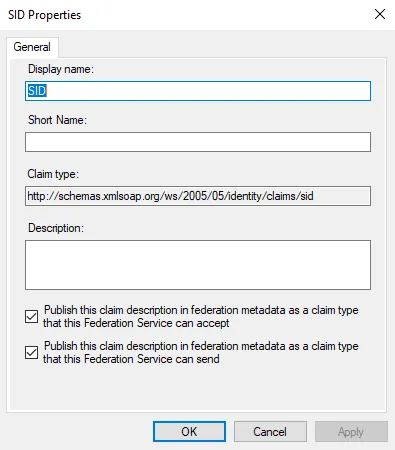 SID Properties
General
Display name:
SID
Short Name:
Claim type:
http://schemas.xmlsoap.org/ws/2005/05/identity/claims/sid
Description:
Publish this claim description in federation metadata as a claim type
that this Federation Service can accept
Publish this claim description in federation metadata as a claim type
that this Federation Service can send
OK
Cancel
Apply